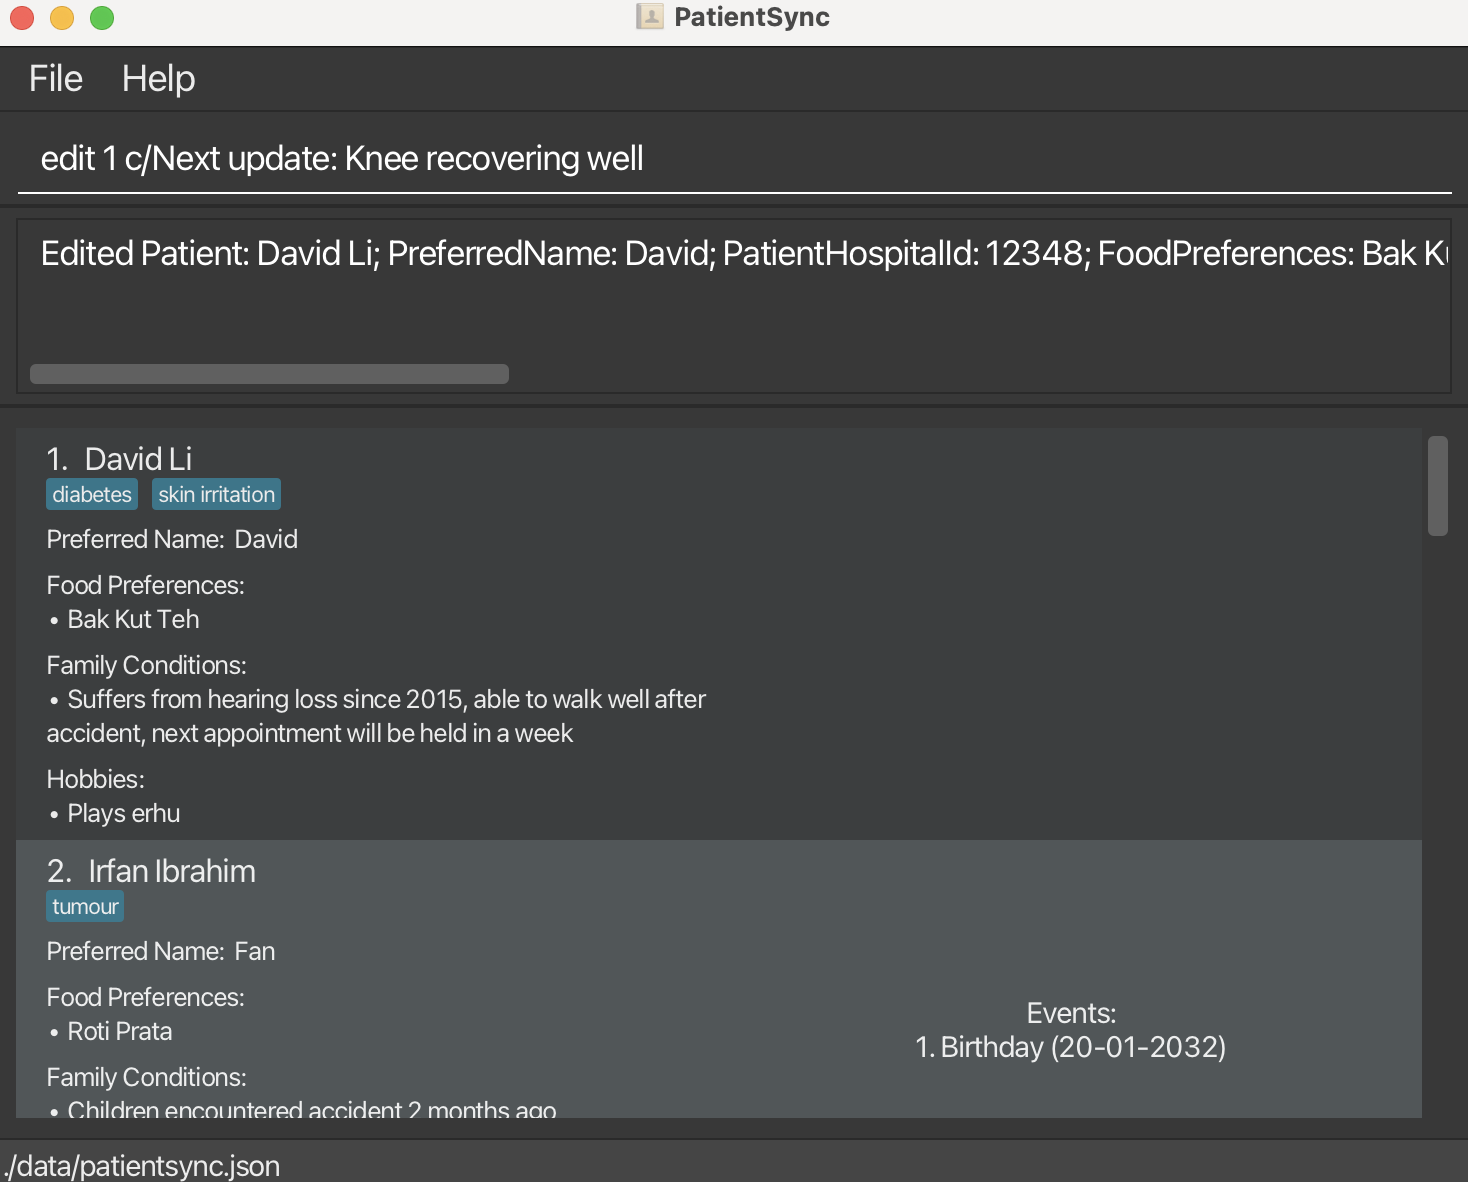 PatientSync
File Help
edit 1 c/Next update: Knee recovering well
Edited Patient: David Li; PreferredName: David; PatientHospitalId: 12348; FoodPreferences: Bak
1. David Li
diabetes skin irritation
Preferred Name: David
Food Preferences:
• Bak Kut Teh
Family Conditions:
• Suffers from hearing loss since 2015, able to walk well after
accident, next appointment will be held in a week
Hobbies:
• Plays erhu
2. Irfan Ibrahim
tumour
Preferred Name: Fan
Food Preferences:
• Roti Prata
Events:
1. Birthday (20-01-2032)
Family Conditions:
• Children encountered accident 2 months ago
./data/patientsync.json